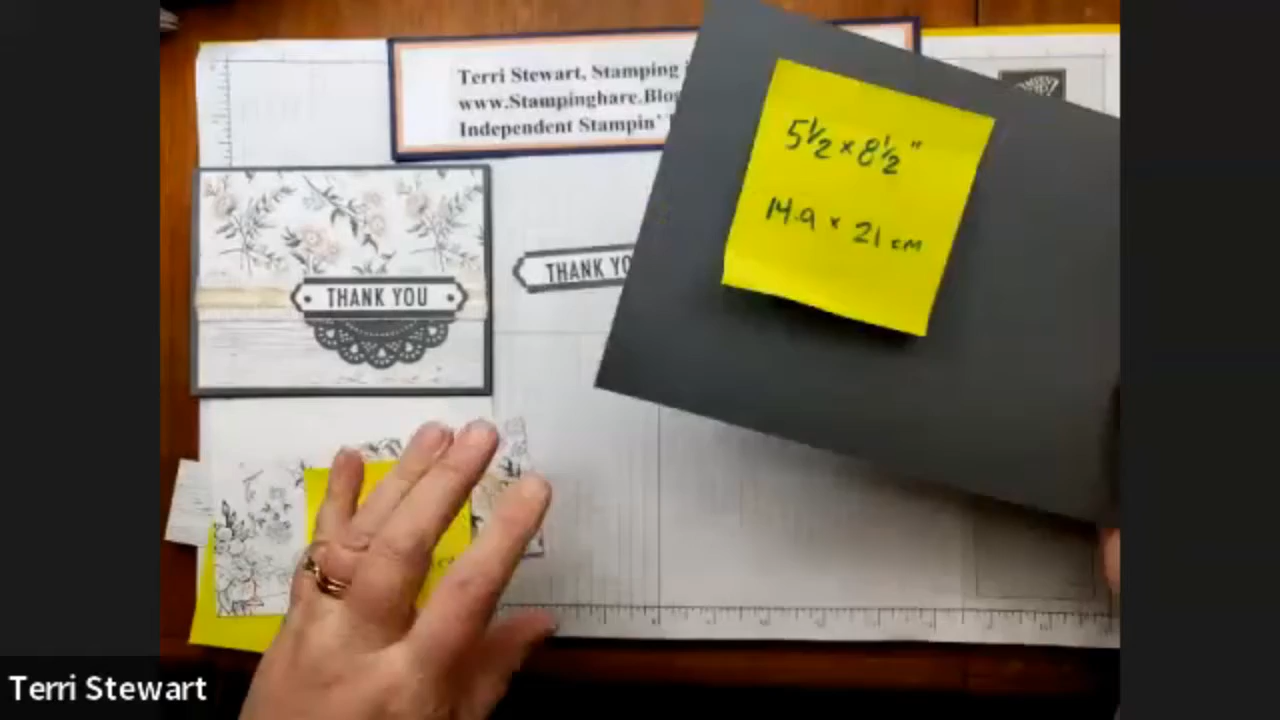 Terri Stewart, Stamping
www.Stampinghare.Blog
Independent Stampin'
5½ x 8½"
14.9 x 21 cm
THANK YOU
THANK YO
Terri Stewart